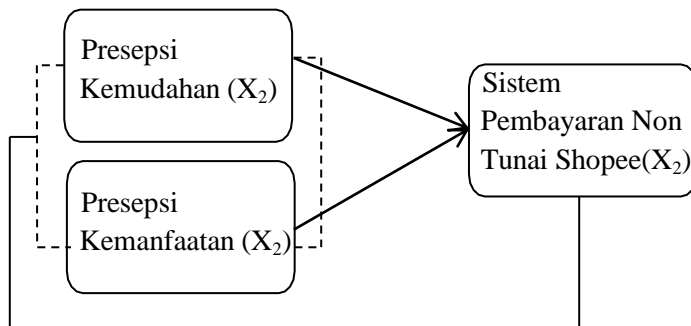 Presepsi
Kemudahan (X₂)
Presepsi
Kemanfaatan (X₂)
Sistem
Pembayaran Non
Tunai Shopee(X₂)